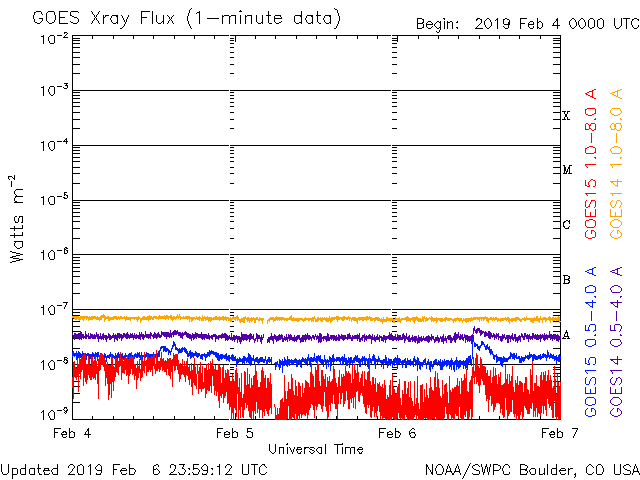 GOES Xray Flux (1-minute data)
Begin: 2019 Feb 4 0000 UTC
10-2
10-3
10-4
10-5
10-6
10-7
10-8
10-9
Watts m-2
X
M
C
B
A
GOES15 1.0-8.0 A
GOES14 1.0-8.0 A
GOES15 0.5-4.0 A
GOES14 0.5-4.0 A
Feb 4
Feb 5
Feb 6
Feb 7
Universal Time
Updated 2019 Feb 6 23:59:12 UTC
NOAA/SWPC Boulder, CO USA